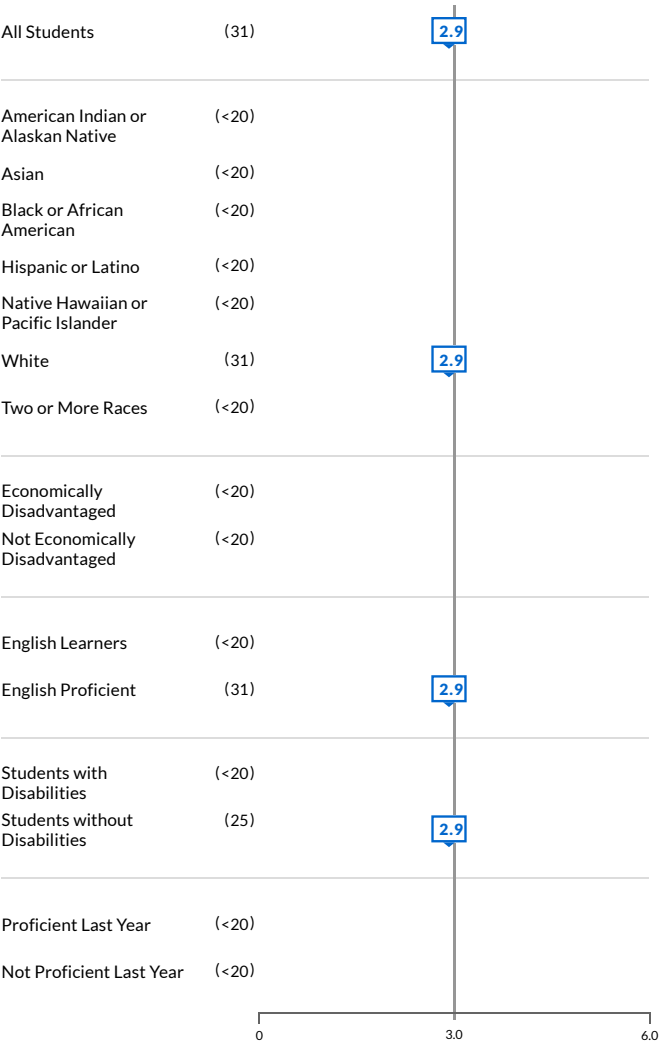 All Students (31) 2.9
American Indian or (<20)
Alaskan Native
Asian (<20)
Black or African (<20)
American
Hispanic or Latino (<20)
Native Hawaiian or (<20)
Pacific Islander
White (31) 2.9
Two or More Races (<20)
Economically (<20)
Disadvantaged
Not Economically (<20)
Disadvantaged
English Learners (<20)
English Proficient (31) 2.9
Students with (<20)
Disabilities
Students without (25) 2.9
Disabilities
Proficient Last Year (<20)
Not Proficient Last Year (<20)
0 3.0 6.0